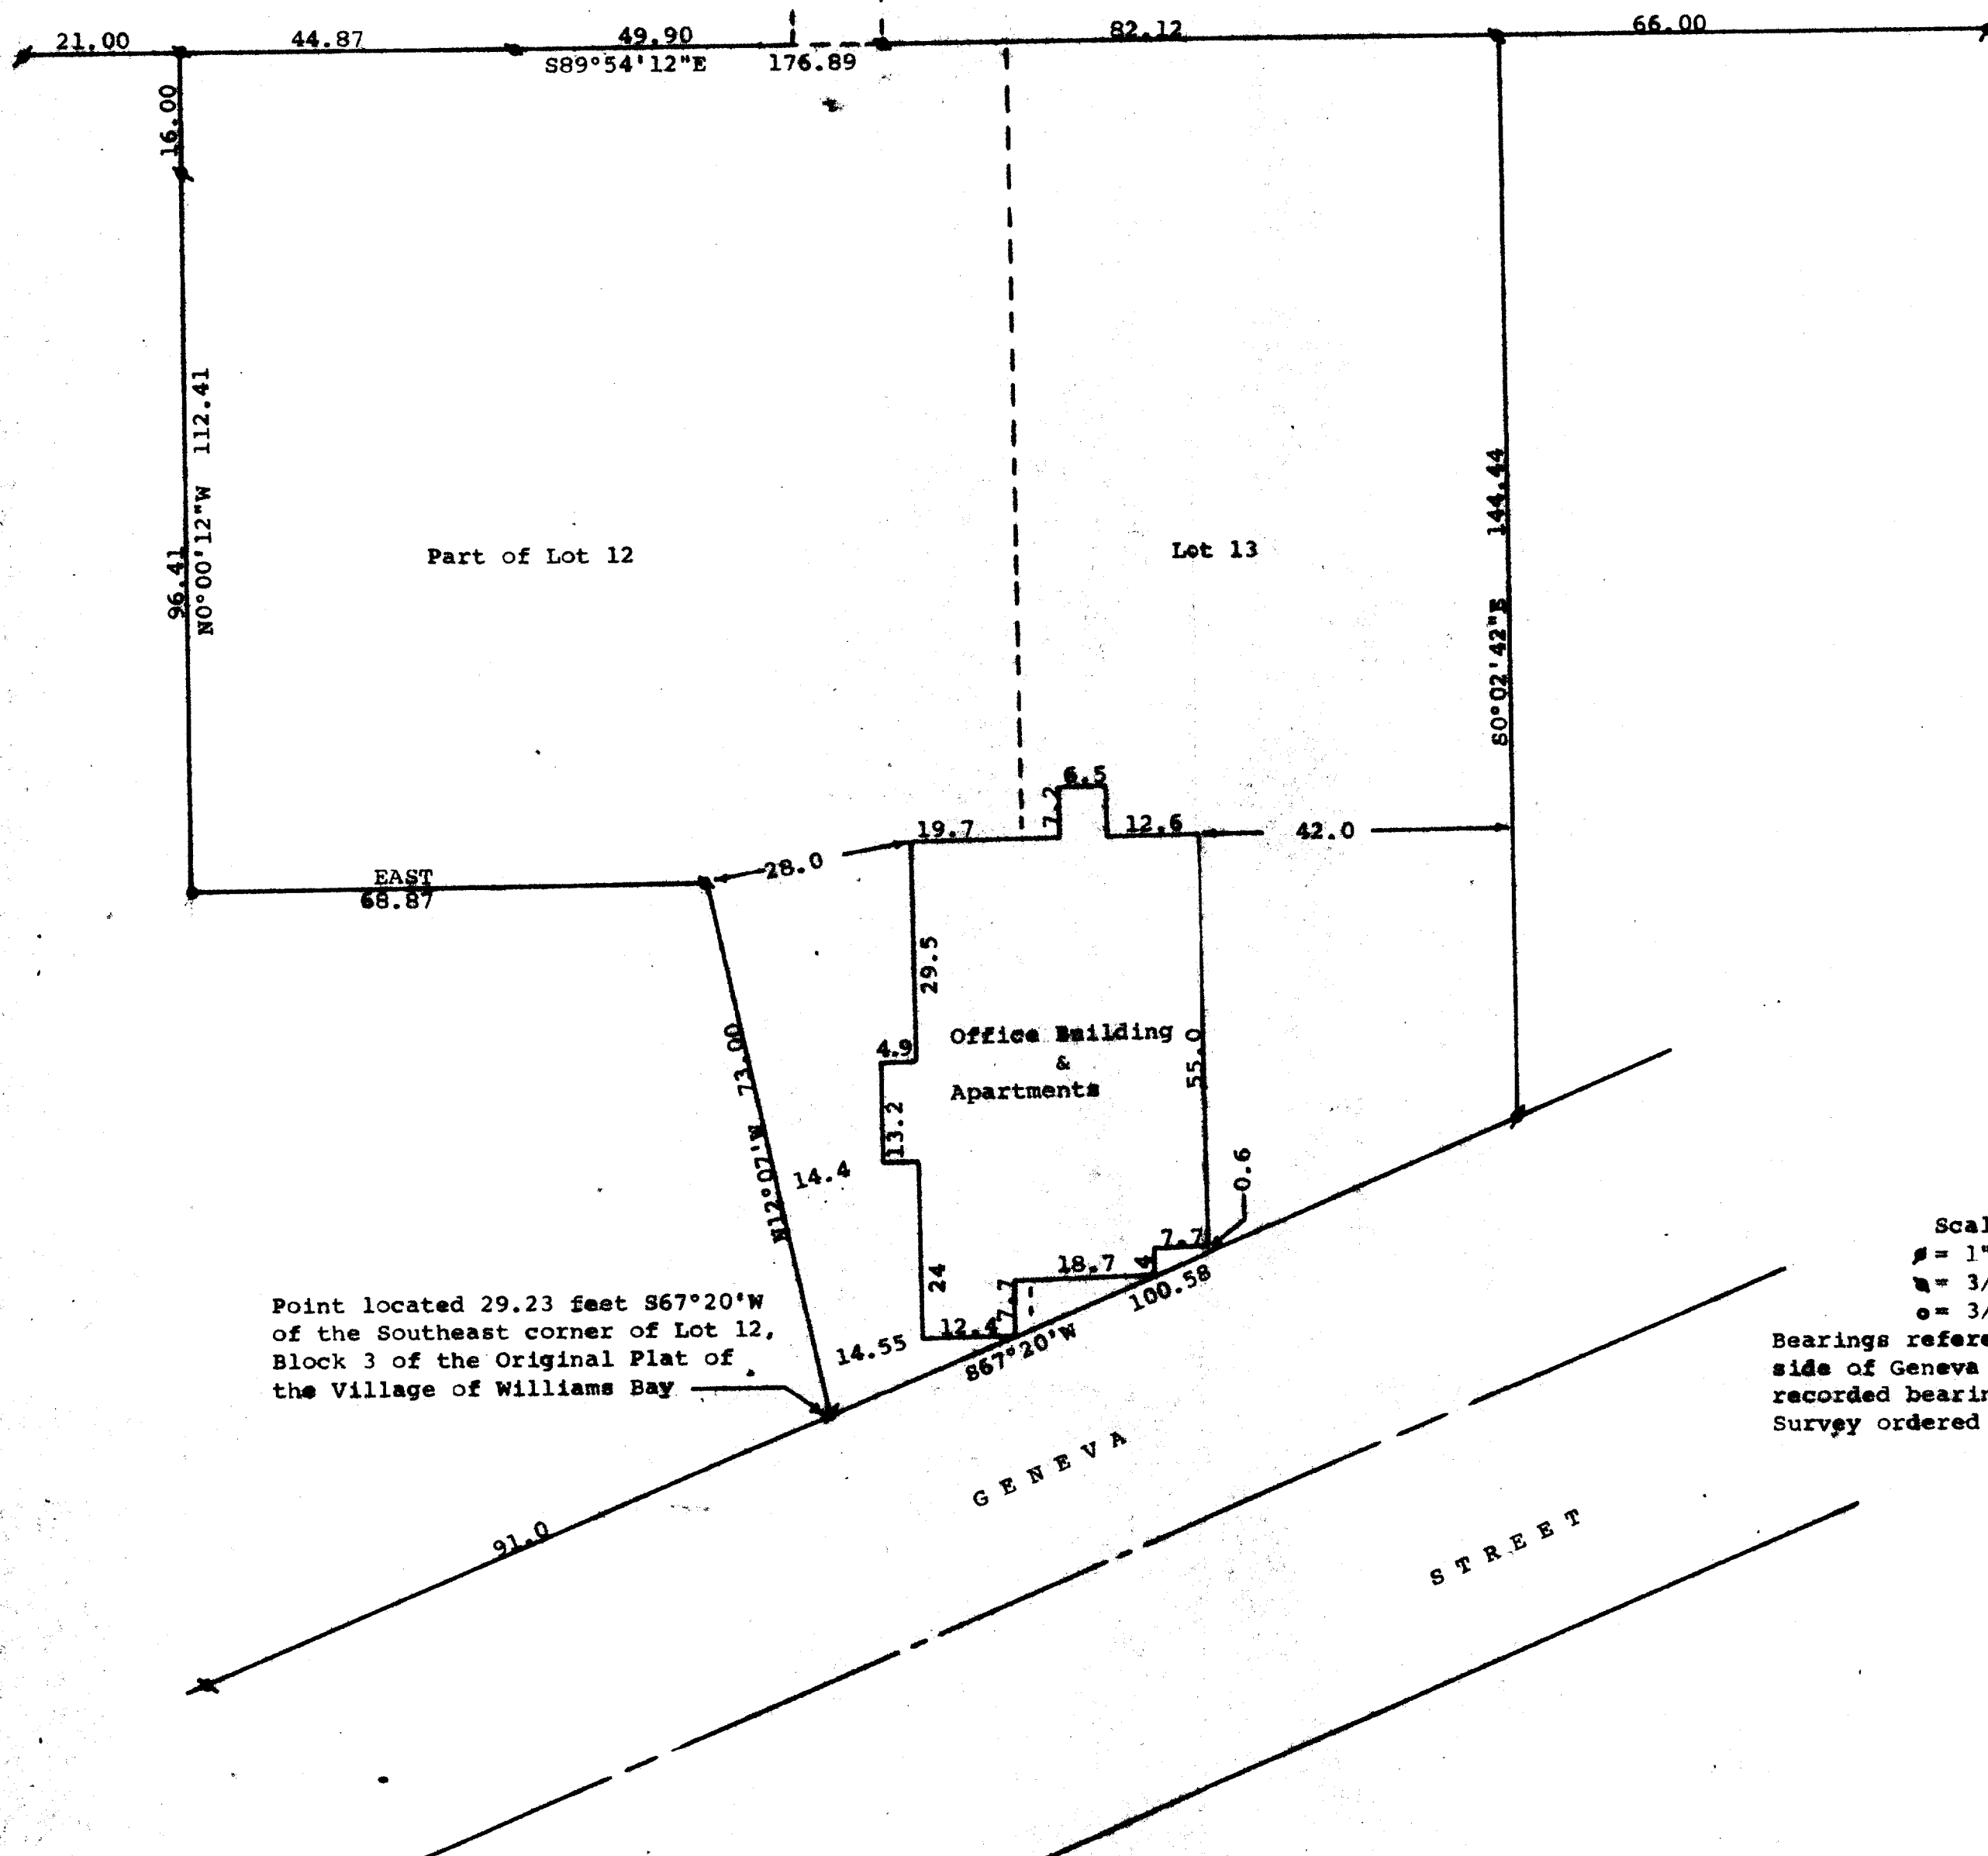 21.00
44.87
49.90
82.12
66.00
S89°54'12"E 176.89
16.00
N0°00'12"W 112.41
96.41
Part of Lot 12
Lot 13
144.44
S0°02'42"E
6.5
7.2
19.7
12.6
42.0
28.0
EAST
68.87
29.5
4.9
Office Building
&
Apartments
55.0
73.00
13.2
N12°07'W
14.4
0.6
7.7
4
18.7
24
7.7
100.58
12.4
14.55
S67°20'W
Point located 29.23 feet S67°20'W
of the Southeast corner of Lot 12,
Block 3 of the Original Plat of
the Village of Williams Bay
= 1"
= 3/
= 3/
Bearings
side of Geneva
recorded
Survey ordered
91.0
GENEVA
STREET